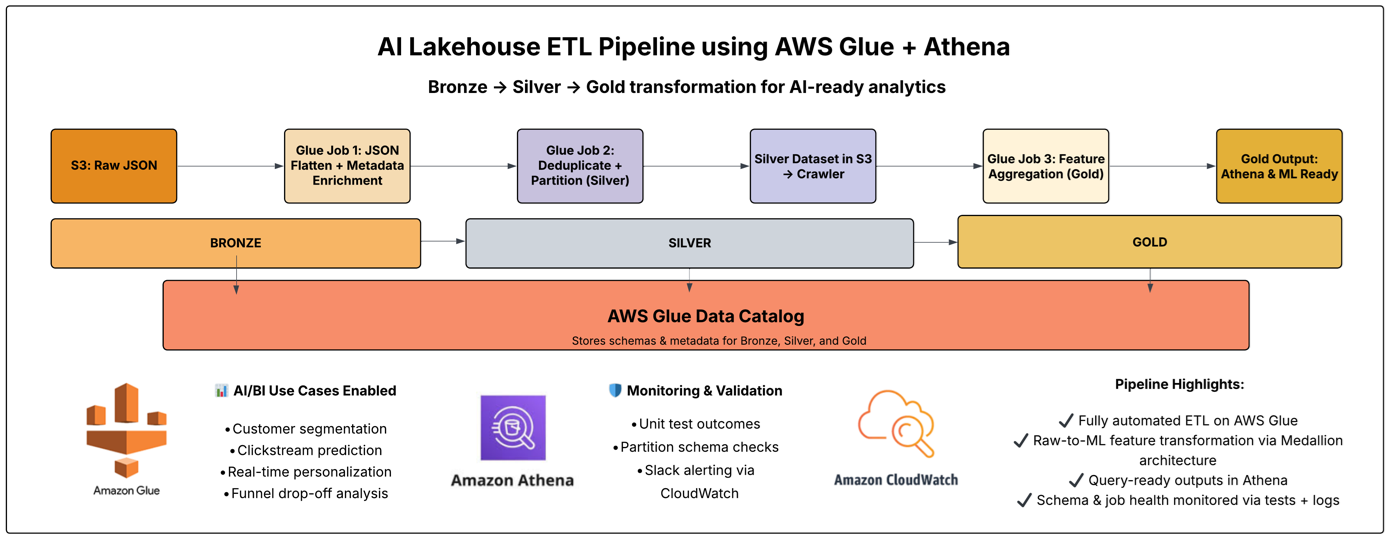 AI Lakehouse ETL Pipeline using AWS Glue + Athena
Bronze → Silver → Gold transformation for AI-ready analytics
S3: Raw JSON
Glue Job 1: JSON
Flatten + Metadata
Enrichment
Glue Job 2:
Deduplicate +
Partition (Silver)
Silver Dataset in S3
→ Crawler
Glue Job 3: Feature
Aggregation (Gold)
Gold Output:
Athena & ML Ready
BRONZE
SILVER
GOLD
AWS Glue Data Catalog
Stores schemas & metadata for Bronze, Silver, and Gold
Amazon Glue
📊 AI/BI Use Cases Enabled
• Customer segmentation
• Clickstream prediction
• Real-time personalization
• Funnel drop-off analysis
Amazon Athena
🛡️ Monitoring & Validation
• Unit test outcomes
• Partition schema checks
• Slack alerting via
CloudWatch
Amazon CloudWatch
Pipeline Highlights:
✔ Fully automated ETL on AWS Glue
✔ Raw-to-ML feature transformation via Medallion
architecture
✔ Query-ready outputs in Athena
✔ Schema & job health monitored via tests + logs